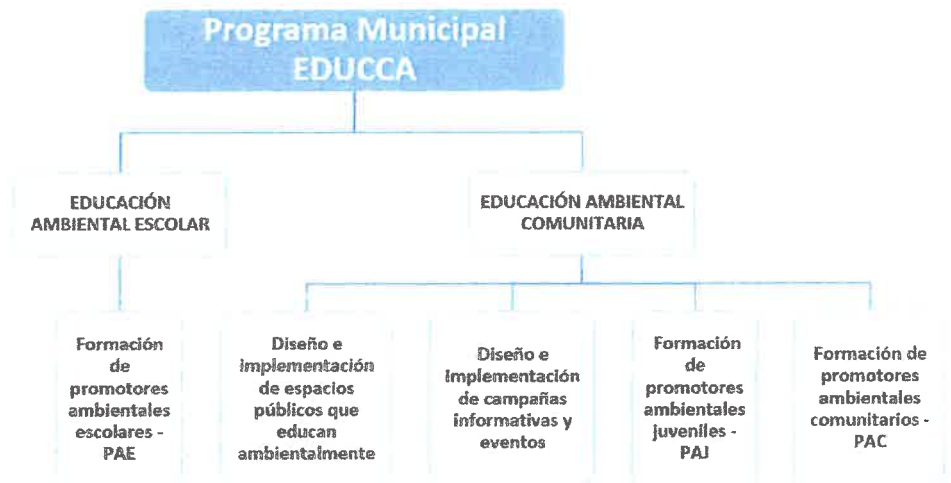 Programa Municipal
EDUCCA
EDUCACIÓN
AMBIENTAL ESCOLAR
EDUCACIÓN AMBIENTAL
COMUNITARIA
Formación
de
promotores
ambientales
escolares -
PAE
Diseño e
implementación
de espacios
públicos que
educan
ambientalmente
Diseño e
implementación
de campañas
informativas y
eventos
Formación
de
promotores
ambientales
juveniles -
PAJ
Formación de
promotores
ambientales
comunitarios -
PAC